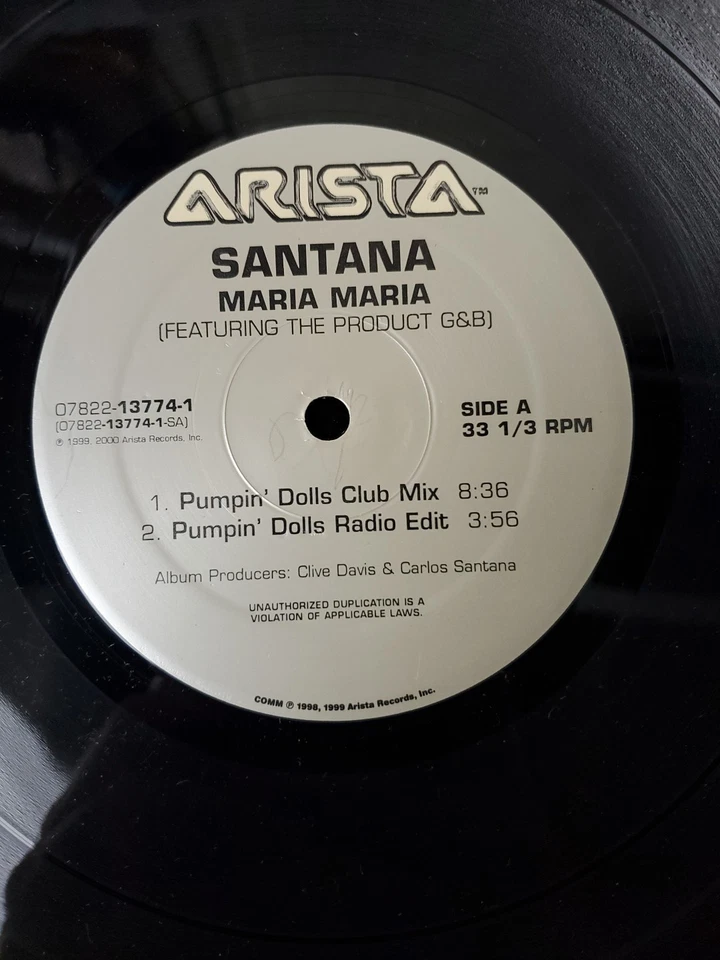 ARISTA™
SANTANA
MARIA MARIA
(FEATURING THE PRODUCT G&B)
07822-13774-1
(07822-13774-1-SA)
℗ 1999, 2000 Arista Records, Inc.
SIDE A
33 1/3 RPM
1. Pumpin' Dolls Club Mix 8:36
2. Pumpin' Dolls Radio Edit 3:56
Album Producers: Clive Davis & Carlos Santana
UNAUTHORIZED DUPLICATION IS A
VIOLATION OF APPLICABLE LAWS.
COMM ℗ 1998, 1999 Arista Records, Inc.